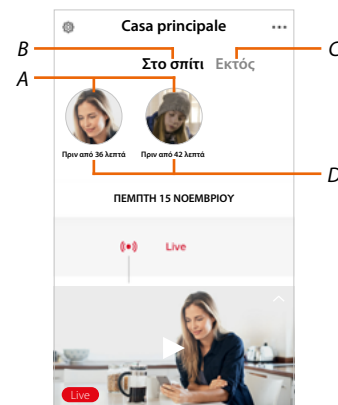 Casa principale
B
C
Στο σπίτι Εκτός
A
Πριν από 36 λεπτά Πριν από 42 λεπτά
D
ΠΕΜΠΤΗ 15 ΝΟΕΜΒΡΙΟΥ
Live
Live